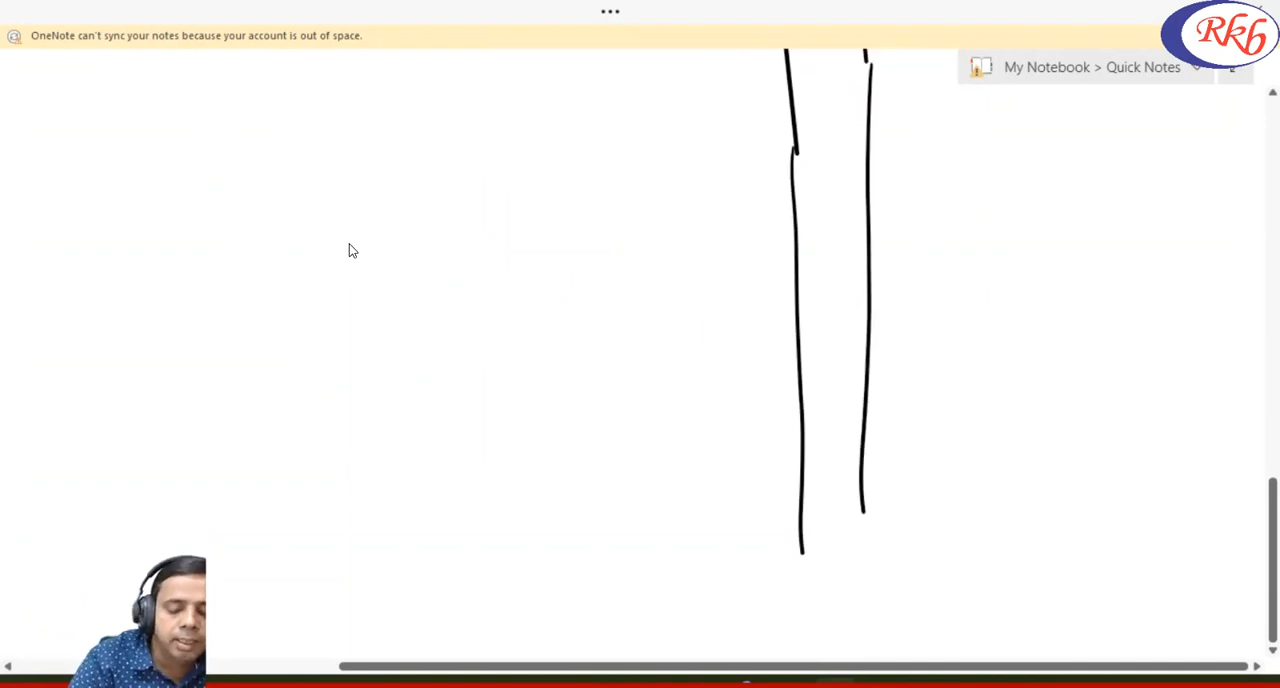 OneNote can't sync your notes because your account is out of space.
Rkb
My Notebook > Quick Notes